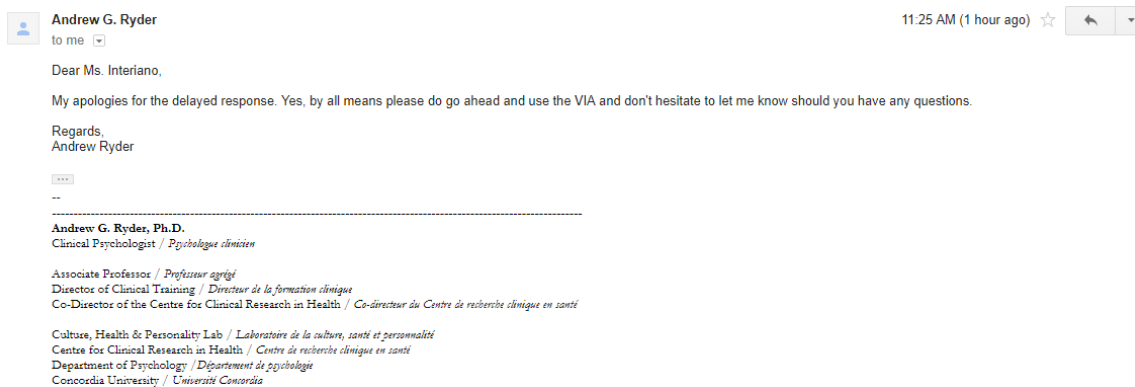 Andrew G. Ryder
11:25 AM (1 hour ago)
to me
Dear Ms. Interiano,
My apologies for the delayed response. Yes, by all means please do go ahead and use the VIA and don't hesitate to let me know should you have any questions.
Regards,
Andrew Ryder
...
--
------------------------------------------------------------------------------------------------------------------------
Andrew G. Ryder, Ph.D.
Clinical Psychologist / Psychologue clinicien
Associate Professor / Professeur agrégé
Director of Clinical Training / Directeur de la formation clinique
Co-Director of the Centre for Clinical Research in Health / Co-directeur du Centre de recherche clinique en santé
Culture, Health & Personality Lab / Laboratoire de la culture, santé et personnalité
Centre for Clinical Research in Health / Centre de recherche clinique en santé
Department of Psychology / Département de psychologie
Concordia University / Université Concordia